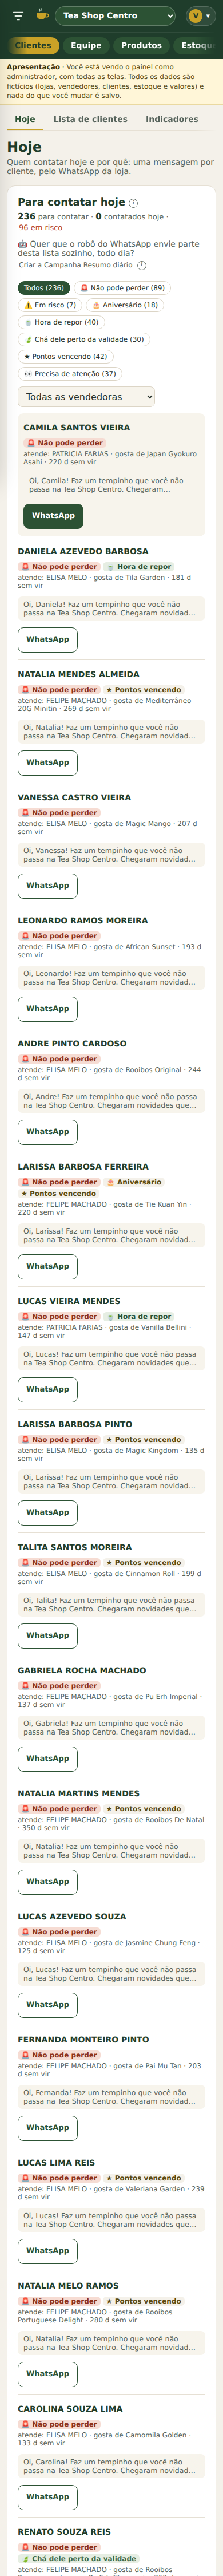 Tea Shop Centro
V ▾
Clientes Equipe Produtos Estoqu
Apresentação · Você está vendo o painel como
administrador, com todas as telas. Todos os dados são
fictícios (lojas, vendedores, clientes, estoque e valores) e
nada do que você mudar é salvo.
Hoje Lista de clientes Indicadores
Hoje
Quem contatar hoje e por quê: uma mensagem por
cliente, pelo WhatsApp da loja.
Para contatar hoje i
236 para contatar · 0 contatados hoje ·
96 em risco
🤖 Quer que o robô do WhatsApp envie parte
desta lista sozinho, todo dia?
Criar a Campanha Resumo diário i
Todos (236) 🚨 Não pode perder (89)
⚠️ Em risco (7) 🎂 Aniversário (18)
🍵 Hora de repor (40)
🍃 Chá dele perto da validade (30)
★ Pontos vencendo (42)
👀 Precisa de atenção (37)
Todas as vendedoras
CAMILA SANTOS VIEIRA
🚨 Não pode perder
atende: PATRICIA FARIAS · gosta de Japan Gyokuro
Asahi · 220 d sem vir
Oi, Camila! Faz um tempinho que você não
passa na Tea Shop Centro. Chegaram…
WhatsApp
DANIELA AZEVEDO BARBOSA
🚨 Não pode perder 🍵 Hora de repor
atende: ELISA MELO · gosta de Tila Garden · 181 d
sem vir
Oi, Daniela! Faz um tempinho que você não
passa na Tea Shop Centro. Chegaram novidad…
WhatsApp
NATALIA MENDES ALMEIDA
🚨 Não pode perder ★ Pontos vencendo
atende: FELIPE MACHADO · gosta de Mediterrâneo
20G Minitin · 269 d sem vir
Oi, Natalia! Faz um tempinho que você não
passa na Tea Shop Centro. Chegaram novidad…
WhatsApp
VANESSA CASTRO VIEIRA
🚨 Não pode perder
atende: ELISA MELO · gosta de Magic Mango · 207 d
sem vir
Oi, Vanessa! Faz um tempinho que você não
passa na Tea Shop Centro. Chegaram novidad…
WhatsApp
LEONARDO RAMOS MOREIRA
🚨 Não pode perder
atende: ELISA MELO · gosta de African Sunset · 193 d
sem vir
Oi, Leonardo! Faz um tempinho que você não
passa na Tea Shop Centro. Chegaram novidad…
WhatsApp
ANDRE PINTO CARDOSO
🚨 Não pode perder
atende: ELISA MELO · gosta de Rooibos Original · 244
d sem vir
Oi, Andre! Faz um tempinho que você não passa
na Tea Shop Centro. Chegaram novidades que…
WhatsApp
LARISSA BARBOSA FERREIRA
🚨 Não pode perder 🎂 Aniversário
★ Pontos vencendo
atende: FELIPE MACHADO · gosta de Tie Kuan Yin ·
220 d sem vir
Oi, Larissa! Faz um tempinho que você não
passa na Tea Shop Centro. Chegaram novidad…
WhatsApp
LUCAS VIEIRA MENDES
🚨 Não pode perder 🍵 Hora de repor
atende: PATRICIA FARIAS · gosta de Vanilla Bellini ·
147 d sem vir
Oi, Lucas! Faz um tempinho que você não passa
na Tea Shop Centro. Chegaram novidades que…
WhatsApp
LARISSA BARBOSA PINTO
🚨 Não pode perder ★ Pontos vencendo
atende: ELISA MELO · gosta de Magic Kingdom · 135 d
sem vir
Oi, Larissa! Faz um tempinho que você não
passa na Tea Shop Centro. Chegaram novidad…
WhatsApp
TALITA SANTOS MOREIRA
🚨 Não pode perder ★ Pontos vencendo
atende: ELISA MELO · gosta de Cinnamon Roll · 199 d
sem vir
Oi, Talita! Faz um tempinho que você não passa
na Tea Shop Centro. Chegaram novidades que…
WhatsApp
GABRIELA ROCHA MACHADO
🚨 Não pode perder
atende: FELIPE MACHADO · gosta de Pu Erh Imperial ·
137 d sem vir
Oi, Gabriela! Faz um tempinho que você não
passa na Tea Shop Centro. Chegaram novidad…
WhatsApp
NATALIA MARTINS MENDES
🚨 Não pode perder ★ Pontos vencendo
atende: FELIPE MACHADO · gosta de Rooibos De Natal
· 350 d sem vir
Oi, Natalia! Faz um tempinho que você não
passa na Tea Shop Centro. Chegaram novidad…
WhatsApp
LUCAS AZEVEDO SOUZA
🚨 Não pode perder
atende: ELISA MELO · gosta de Jasmine Chung Feng ·
125 d sem vir
Oi, Lucas! Faz um tempinho que você não passa
na Tea Shop Centro. Chegaram novidades que…
WhatsApp
FERNANDA MONTEIRO PINTO
🚨 Não pode perder
atende: FELIPE MACHADO · gosta de Pai Mu Tan · 203
d sem vir
Oi, Fernanda! Faz um tempinho que você não
passa na Tea Shop Centro. Chegaram novidad…
WhatsApp
LUCAS LIMA REIS
🚨 Não pode perder ★ Pontos vencendo
atende: ELISA MELO · gosta de Valeriana Garden · 239
d sem vir
Oi, Lucas! Faz um tempinho que você não passa
na Tea Shop Centro. Chegaram novidades que…
WhatsApp
NATALIA MELO RAMOS
🚨 Não pode perder ★ Pontos vencendo
atende: FELIPE MACHADO · gosta de Rooibos
Portuguese Delight · 280 d sem vir
Oi, Natalia! Faz um tempinho que você não
passa na Tea Shop Centro. Chegaram novidad…
WhatsApp
CAROLINA SOUZA LIMA
🚨 Não pode perder
atende: ELISA MELO · gosta de Camomila Golden ·
133 d sem vir
Oi, Carolina! Faz um tempinho que você não
passa na Tea Shop Centro. Chegaram novidad…
WhatsApp
RENATO SOUZA REIS
🚨 Não pode perder
🍃 Chá dele perto da validade
atende: FELIPE MACHADO · gosta de Rooibos